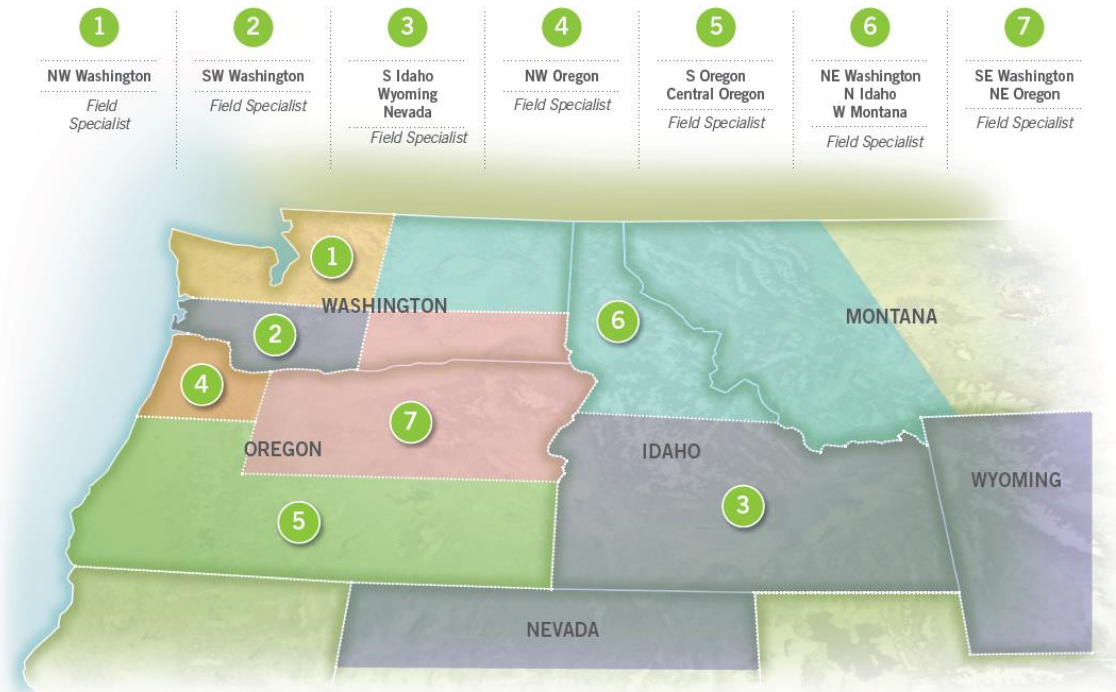 1
NW Washington
Field
Specialist
2
SW Washington
Field Specialist
3
S Idaho
Wyoming
Nevada
Field Specialist
4
NW Oregon
Field Specialist
5
S Oregon
Central Oregon
Field Specialist
6
NE Washington
N Idaho
W Montana
Field Specialist
7
SE Washington
NE Oregon
Field Specialist
1
WASHINGTON
2
6
MONTANA
4
7
OREGON
IDAHO
WYOMING
3
5
NEVADA